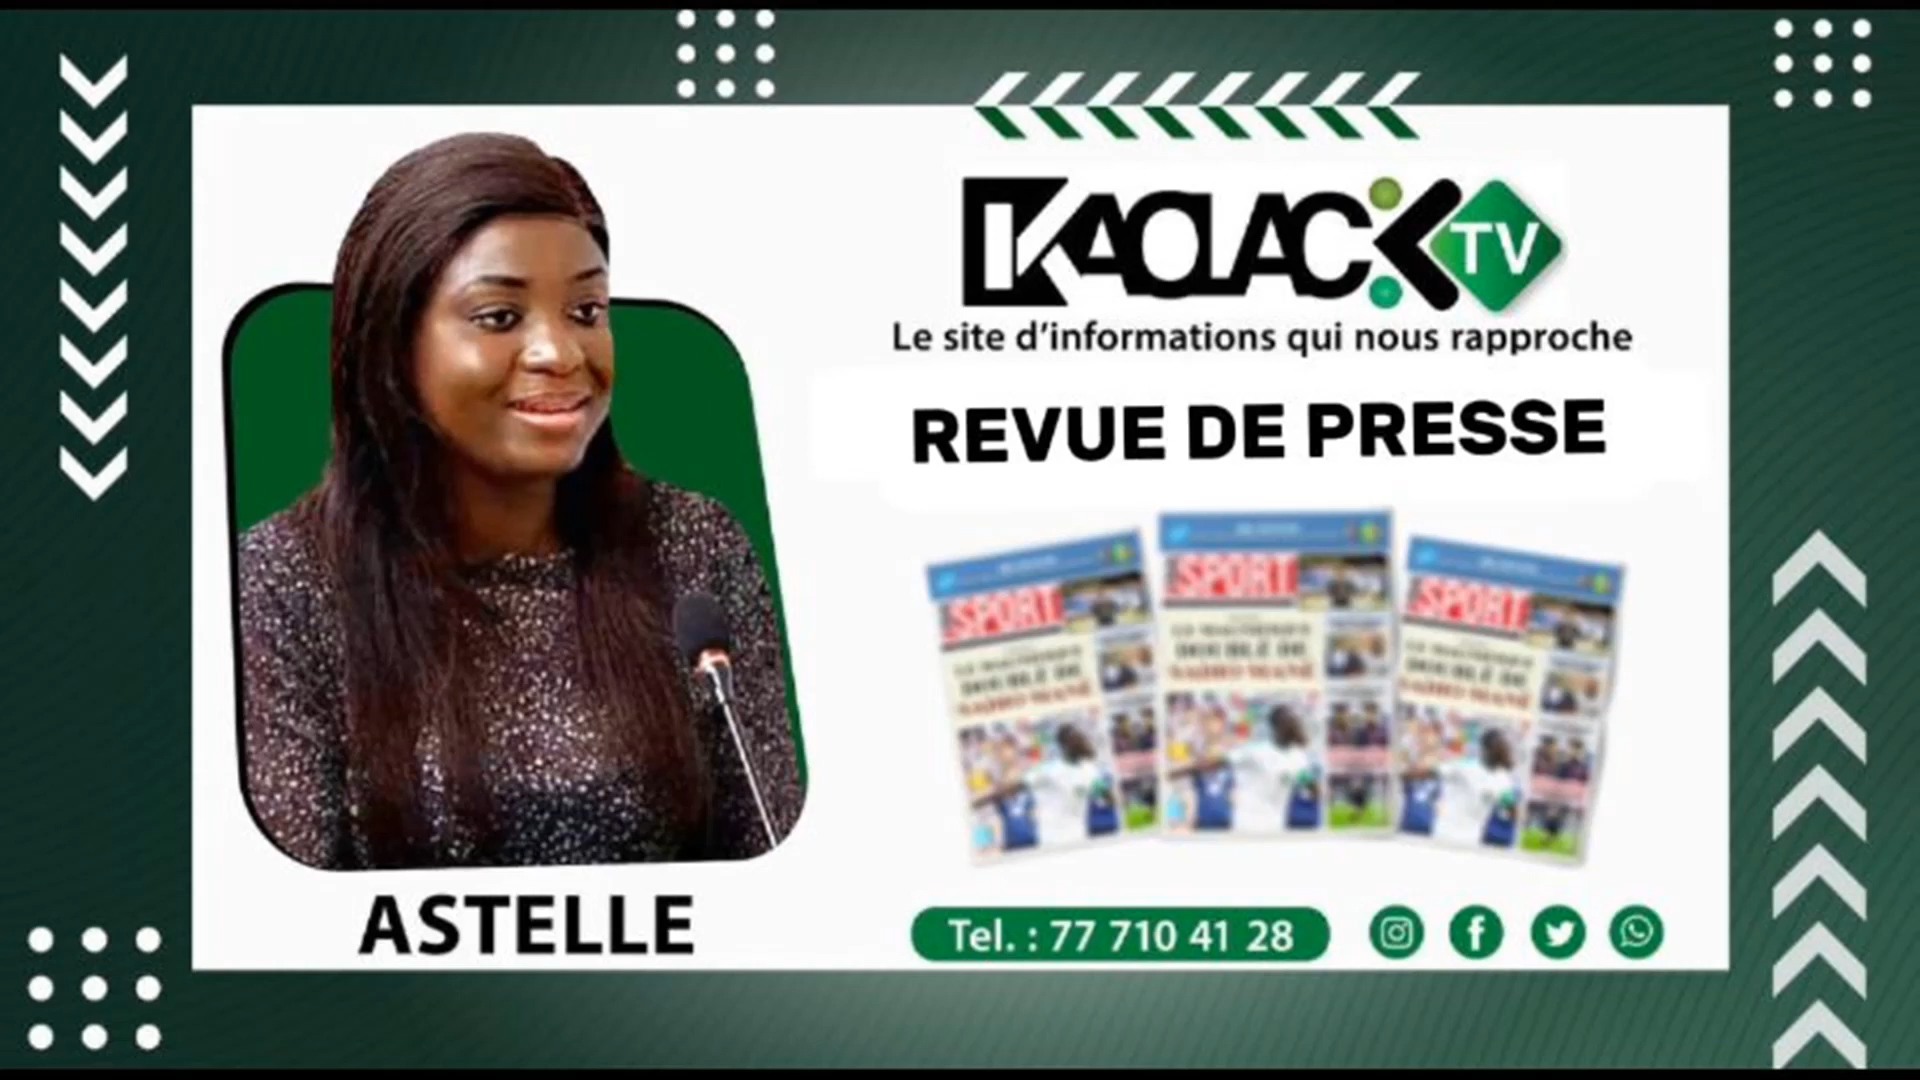 KAOLACK TV
Le site d'informations qui nous rapproche
REVUE DE PRESSE
SPORT
SPORT
SPORT
ASTELLE
Tel. : 77 710 41 28